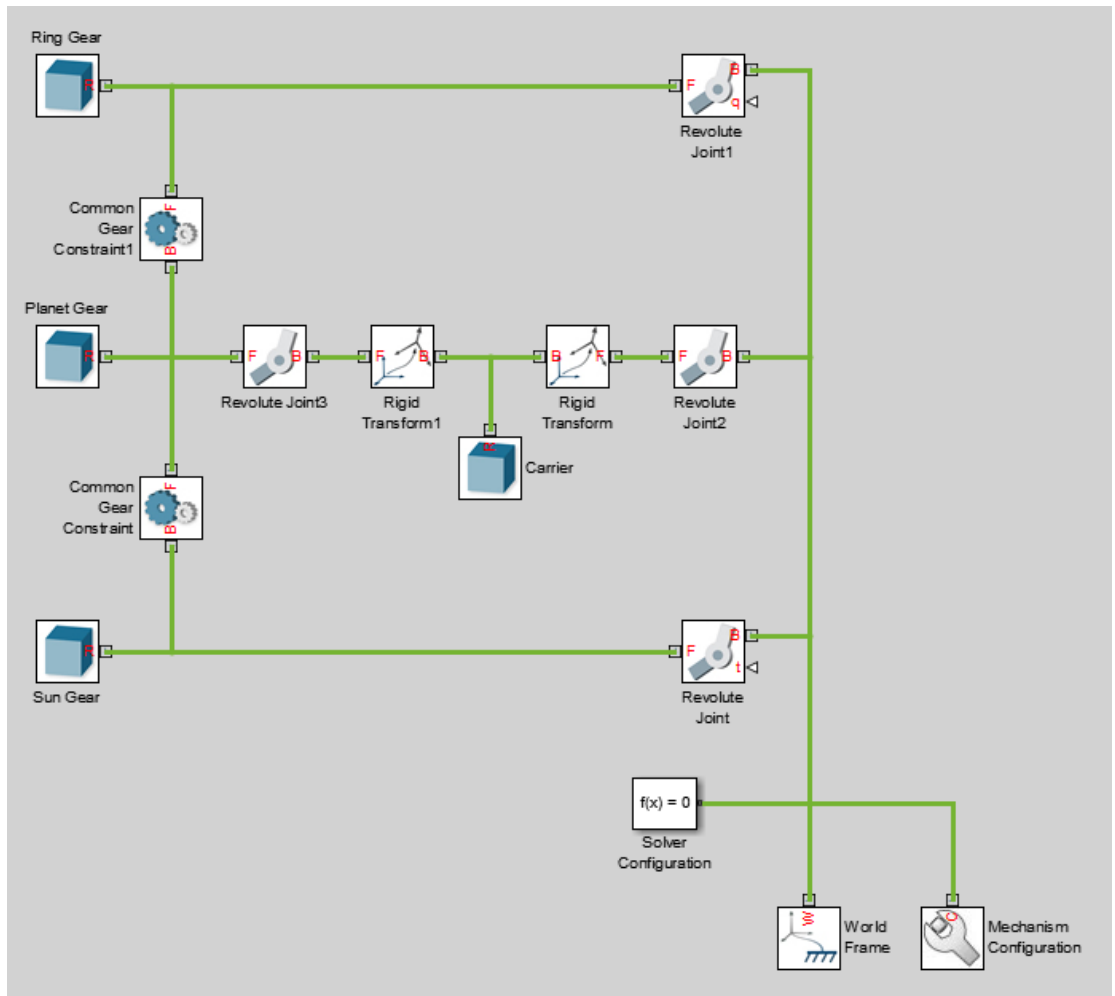 Ring Gear
R
F
B
q
Revolute
Joint1
Common
Gear
Constraint1
F
B
Planet Gear
R
F
B
Revolute Joint3
F
B
Rigid
Transform1
B
F
Rigid
Transform
F
B
Revolute
Joint2
R
Carrier
Common
Gear
Constraint
F
B
R
Sun Gear
F
B
t
Revolute
Joint
f(x) = 0
Solver
Configuration
W
World
Frame
C
Mechanism
Configuration